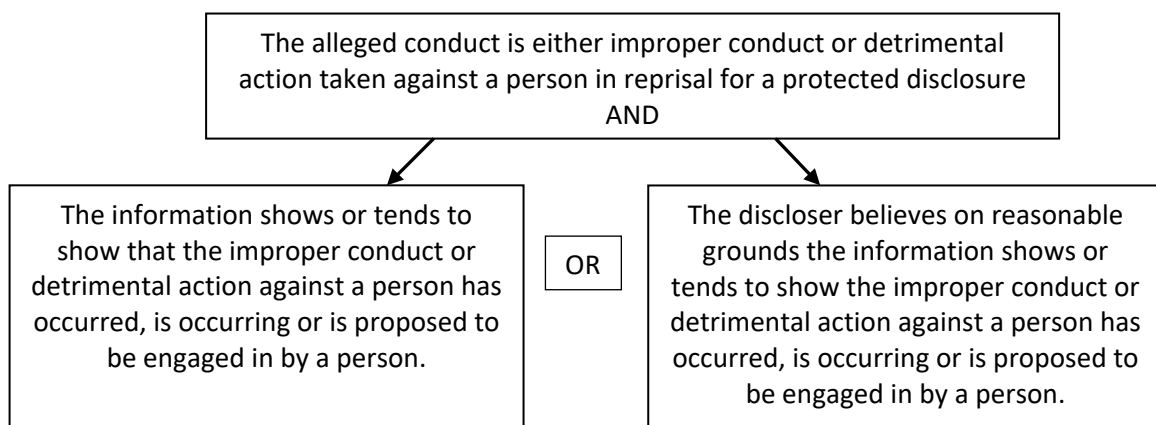 The alleged conduct is either improper conduct or detrimental
action taken against a person in reprisal for a protected disclosure
AND
The information shows or tends to
show that the improper conduct or
detrimental action against a person has
occurred, is occurring or is proposed to
be engaged in by a person.
OR
The discloser believes on reasonable
grounds the information shows or
tends to show the improper conduct or
detrimental action against a person has
occurred, is occurring or is proposed to
be engaged in by a person.